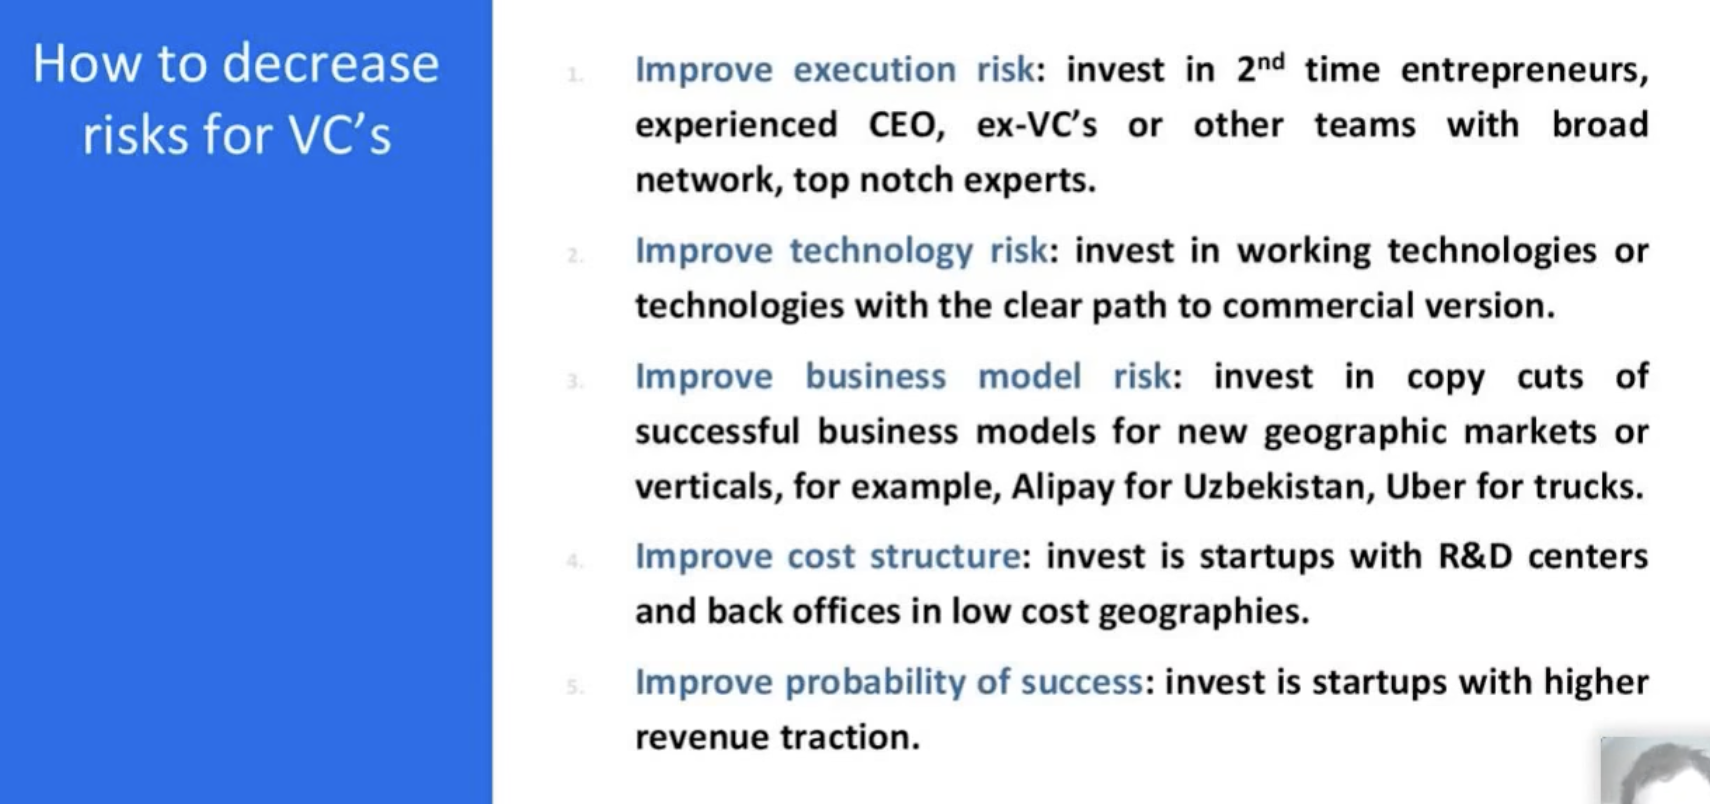 How to decrease
risks for VC's
1. Improve execution risk: invest in 2nd time entrepreneurs,
experienced CEO, ex-VC's or other teams with broad
network, top notch experts.
2. Improve technology risk: invest in working technologies or
technologies with the clear path to commercial version.
3. Improve business model risk: invest in copy cuts of
successful business models for new geographic markets or
verticals, for example, Alipay for Uzbekistan, Uber for trucks.
4. Improve cost structure: invest is startups with R&D centers
and back offices in low cost geographies.
5. Improve probability of success: invest is startups with higher
revenue traction.